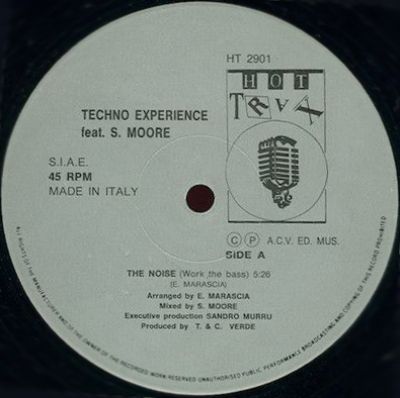 HT 2901
HOT
TRAX
TECHNO EXPERIENCE
feat. S. MOORE
S.I.A.E.
45 RPM
MADE IN ITALY
C P A.C.V. ED. MUS.
SIDE A
THE NOISE (Work the bass) 5:26
(E. MARASCIA)
Arranged by E. MARASCIA
Mixed by S. MOORE
Executive production SANDRO MURRU
Produced by T. & C. VERDE
ALL RIGHTS OF THE MANUFACTURER AND OF THE OWNER OF THE RECORDED WORK RESERVED UNAUTHORISED PUBLIC PERFORMANCE BROADCASTING AND COPYING OF THIS RECORD PROHIBITED